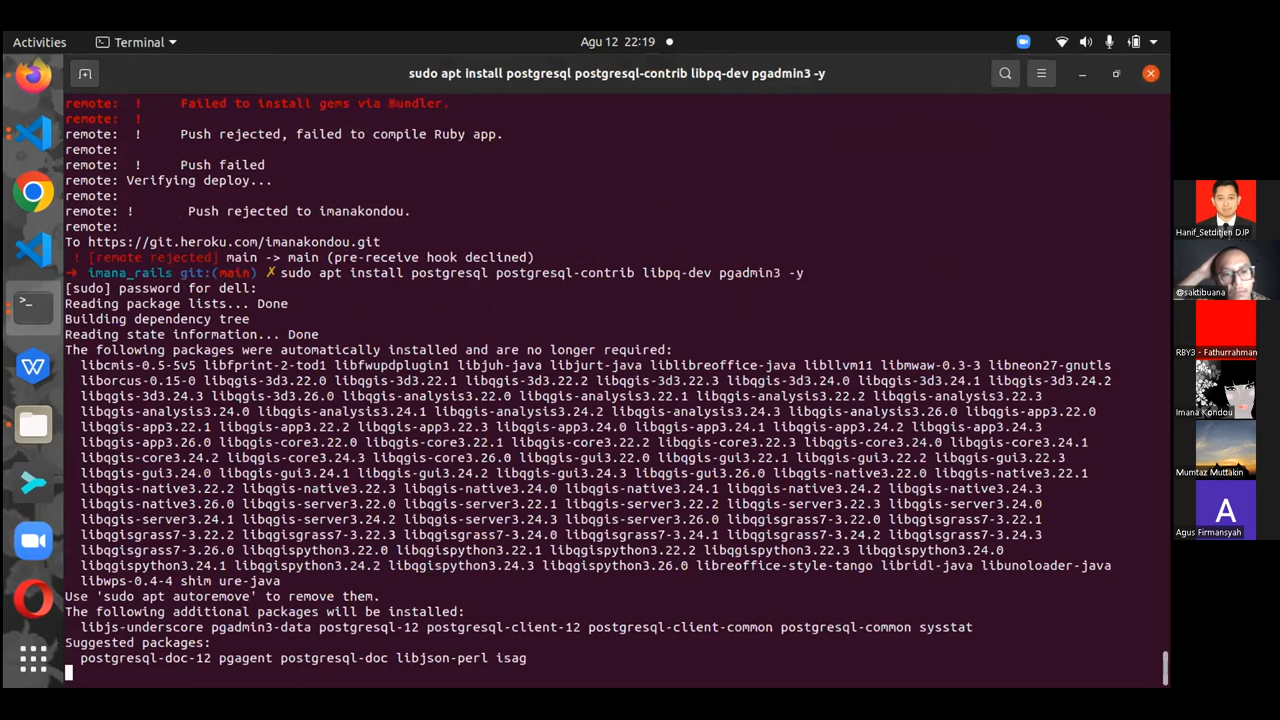 Activities
Terminal
Agu 12 22:19
sudo apt install postgresql postgresql-contrib libpq-dev pgadmin3 -y
remote: ! Failed to install gems via Bundler.
remote: !
remote: ! Push rejected, failed to compile Ruby app.
remote:
remote: ! Push failed
remote: Verifying deploy...
remote:
remote: ! Push rejected to imanakondou.
remote:
To https://git.heroku.com/imanakondou.git
! [remote rejected] main -> main (pre-receive hook declined)
→ imana_rails git:(main) ✗ sudo apt install postgresql postgresql-contrib libpq-dev pgadmin3 -y
[sudo] password for dell:
Reading package lists... Done
Building dependency tree
Reading state information... Done
The following packages were automatically installed and are no longer required:
libcmis-0.5-5v5 libfprint-2-tod1 libfwupdplugin1 libjuh-java libjurt-java liblibreoffice-java libllvm11 libmwaw-0.3-3 libneon27-gnutls
liborcus-0.15-0 libqgis-3d3.22.0 libqgis-3d3.22.1 libqgis-3d3.22.2 libqgis-3d3.22.3 libqgis-3d3.24.0 libqgis-3d3.24.1 libqgis-3d3.24.2
libqgis-3d3.24.3 libqgis-3d3.26.0 libqgis-analysis3.22.0 libqgis-analysis3.22.1 libqgis-analysis3.22.2 libqgis-analysis3.22.3
libqgis-analysis3.24.0 libqgis-analysis3.24.1 libqgis-analysis3.24.2 libqgis-analysis3.24.3 libqgis-analysis3.26.0 libqgis-app3.22.0
libqgis-app3.22.1 libqgis-app3.22.2 libqgis-app3.22.3 libqgis-app3.24.0 libqgis-app3.24.1 libqgis-app3.24.2 libqgis-app3.24.3
libqgis-app3.26.0 libqgis-core3.22.0 libqgis-core3.22.1 libqgis-core3.22.2 libqgis-core3.22.3 libqgis-core3.24.0 libqgis-core3.24.1
libqgis-core3.24.2 libqgis-core3.24.3 libqgis-core3.26.0 libqgis-gui3.22.0 libqgis-gui3.22.1 libqgis-gui3.22.2 libqgis-gui3.22.3
libqgis-gui3.24.0 libqgis-gui3.24.1 libqgis-gui3.24.2 libqgis-gui3.24.3 libqgis-gui3.26.0 libqgis-native3.22.0 libqgis-native3.22.1
libqgis-native3.22.2 libqgis-native3.22.3 libqgis-native3.24.0 libqgis-native3.24.1 libqgis-native3.24.2 libqgis-native3.24.3
libqgis-native3.26.0 libqgis-server3.22.0 libqgis-server3.22.1 libqgis-server3.22.2 libqgis-server3.22.3 libqgis-server3.24.0
libqgis-server3.24.1 libqgis-server3.24.2 libqgis-server3.24.3 libqgis-server3.26.0 libqgisgrass7-3.22.0 libqgisgrass7-3.22.1
libqgisgrass7-3.22.2 libqgisgrass7-3.22.3 libqgisgrass7-3.24.0 libqgisgrass7-3.24.1 libqgisgrass7-3.24.2 libqgisgrass7-3.24.3
libqgisgrass7-3.26.0 libqgispython3.22.0 libqgispython3.22.1 libqgispython3.22.2 libqgispython3.22.3 libqgispython3.24.0
libqgispython3.24.1 libqgispython3.24.2 libqgispython3.24.3 libqgispython3.26.0 libreoffice-style-tango libridl-java libunoloader-java
libwps-0.4-4 shim ure-java
Use 'sudo apt autoremove' to remove them.
The following additional packages will be installed:
libjs-underscore pgadmin3-data postgresql-12 postgresql-client-12 postgresql-client-common postgresql-common sysstat
Suggested packages:
postgresql-doc-12 pgagent postgresql-doc libjson-perl isag
Hanif_Setditjen DJP
@saktibuana
RBY3 - Fathurrahman
Imana Kondou
Mumtaz Muttakin
A
Agus Firmansyah